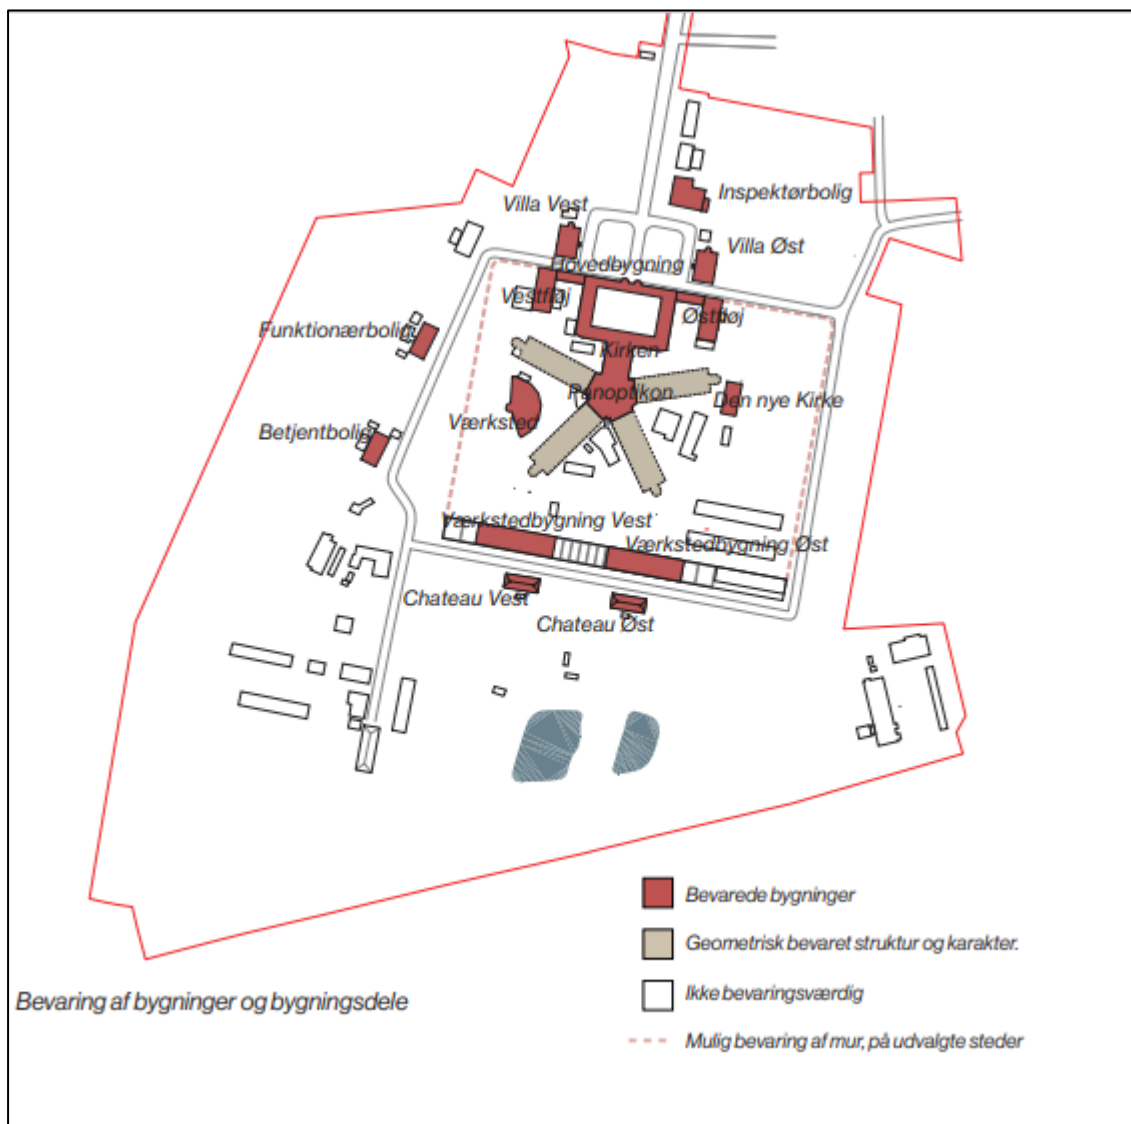 Villa Vest
Inspektørbolig
Villa Øst
Hovedbygning
Vestfløj
Østfløj
Funktionærbolig
Kirken
Panoptikon
Den nye Kirke
Værksted
Betjentbolig
Værkstedbygning Vest
Værkstedbygning Øst
Chateau Vest
Chateau Øst
Bevarede bygninger
Geometrisk bevaret struktur og karakter.
Ikke bevaringsværdig
Bevaring af bygninger og bygningsdele
Mulig bevaring af mur, på udvalgte steder